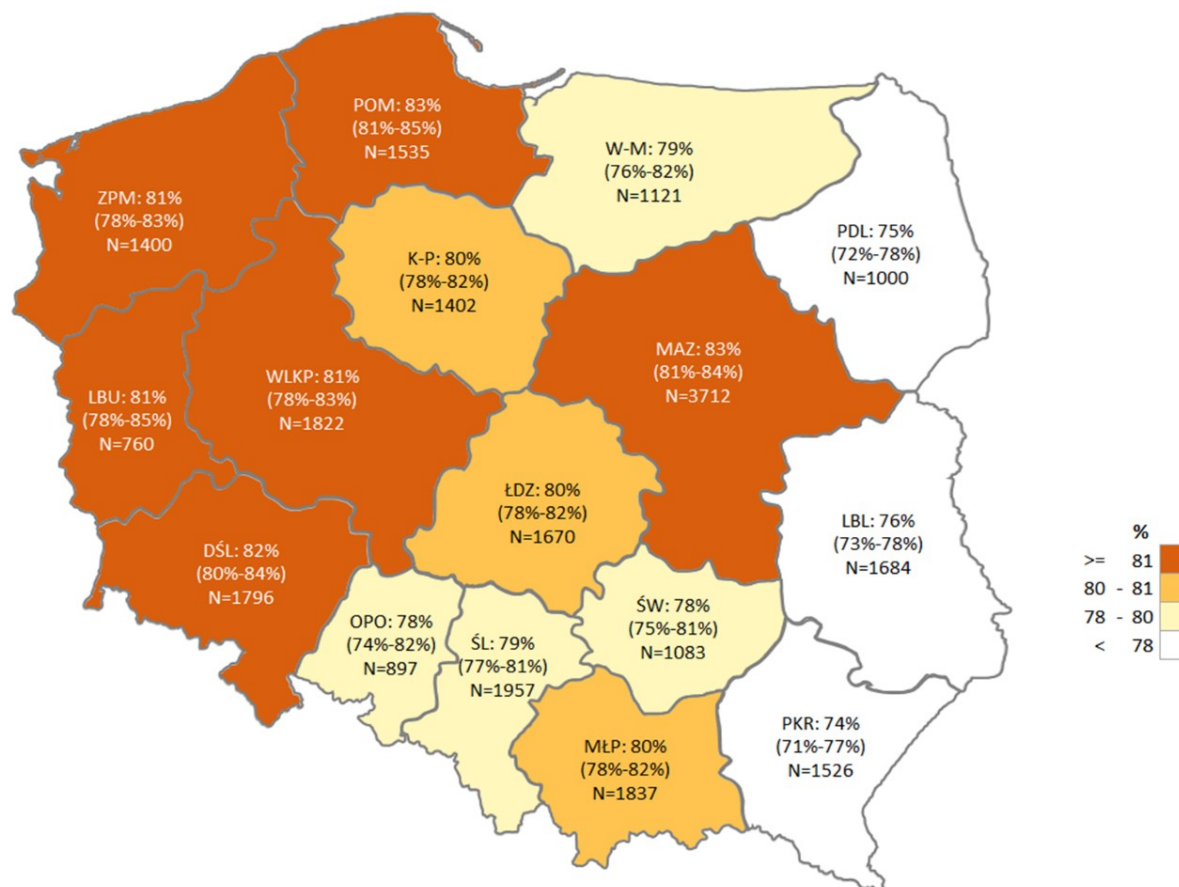 POM: 83%
(81%-85%)
N=1535
W-M: 79%
(76%-82%)
N=1121
ZPM: 81%
(78%-83%)
N=1400
PDL: 75%
(72%-78%)
N=1000
K-P: 80%
(78%-82%)
N=1402
MAZ: 83%
(81%-84%)
N=3712
WLKP: 81%
(78%-83%)
N=1822
LBU: 81%
(78%-85%)
N=760
ŁDZ: 80%
(78%-82%)
N=1670
LBL: 76%
(73%-78%)
N=1684
DŚL: 82%
(80%-84%)
N=1796
OPO: 78%
(74%-82%)
N=897
ŚL: 79%
(77%-81%)
N=1957
ŚW: 78%
(75%-81%)
N=1083
MŁP: 80%
(78%-82%)
N=1837
PKR: 74%
(71%-77%)
N=1526
%
>= 81
80 - 81
78 - 80
< 78